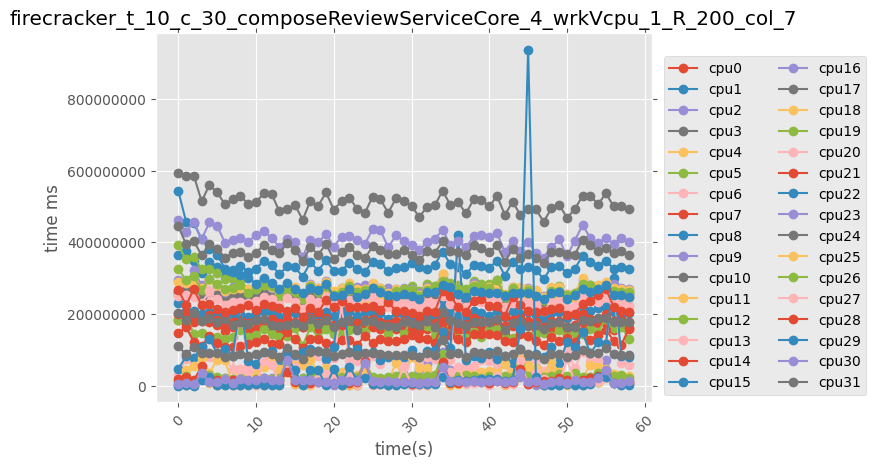 firecracker_t_10_c_30_composeReviewServiceCore_4_wrkVcpu_1_R_200_col_7
800000000
600000000
400000000
200000000
0
time ms
0
10
20
30
40
50
60
time(s)
cpu0
cpu1
cpu2
cpu3
cpu4
cpu5
cpu6
cpu7
cpu8
cpu9
cpu10
cpu11
cpu12
cpu13
cpu14
cpu15
cpu16
cpu17
cpu18
cpu19
cpu20
cpu21
cpu22
cpu23
cpu24
cpu25
cpu26
cpu27
cpu28
cpu29
cpu30
cpu31